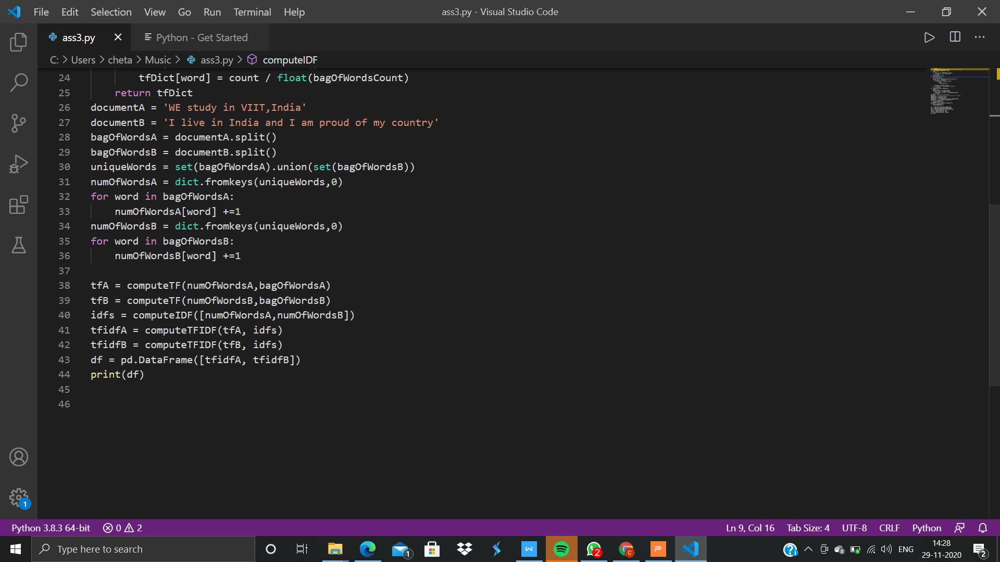 File Edit Selection View Go Run Terminal Help
ass3.py - Visual Studio Code
ass3.py
Python - Get Started
C: > Users > cheta > Music > ass3.py > computeIDF
24 tfDict[word] = count / float(bagOfWordsCount)
25 return tfDict
26 documentA = 'WE study in VIIT,India'
27 documentB = 'I live in India and I am proud of my country'
28 bagOfWordsA = documentA.split()
29 bagOfWordsB = documentB.split()
30 uniqueWords = set(bagOfWordsA).union(set(bagOfWordsB))
31 numOfWordsA = dict.fromkeys(uniqueWords,0)
32 for word in bagOfWordsA:
33 numOfWordsA[word] +=1
34 numOfWordsB = dict.fromkeys(uniqueWords,0)
35 for word in bagOfWordsB:
36 numOfWordsB[word] +=1
37
38 tfA = computeTF(numOfWordsA,bagOfWordsA)
39 tfB = computeTF(numOfWordsB,bagOfWordsB)
40 idfs = computeIDF([numOfWordsA,numOfWordsB])
41 tfidfA = computeTFIDF(tfA, idfs)
42 tfidfB = computeTFIDF(tfB, idfs)
43 df = pd.DataFrame([tfidfA, tfidfB])
44 print(df)
45
46
1
Python 3.8.3 64-bit 0 2
Ln 9, Col 16 Tab Size: 4 UTF-8 CRLF Python
Type here to search
1
2
ENG
14:28
29-11-2020
2